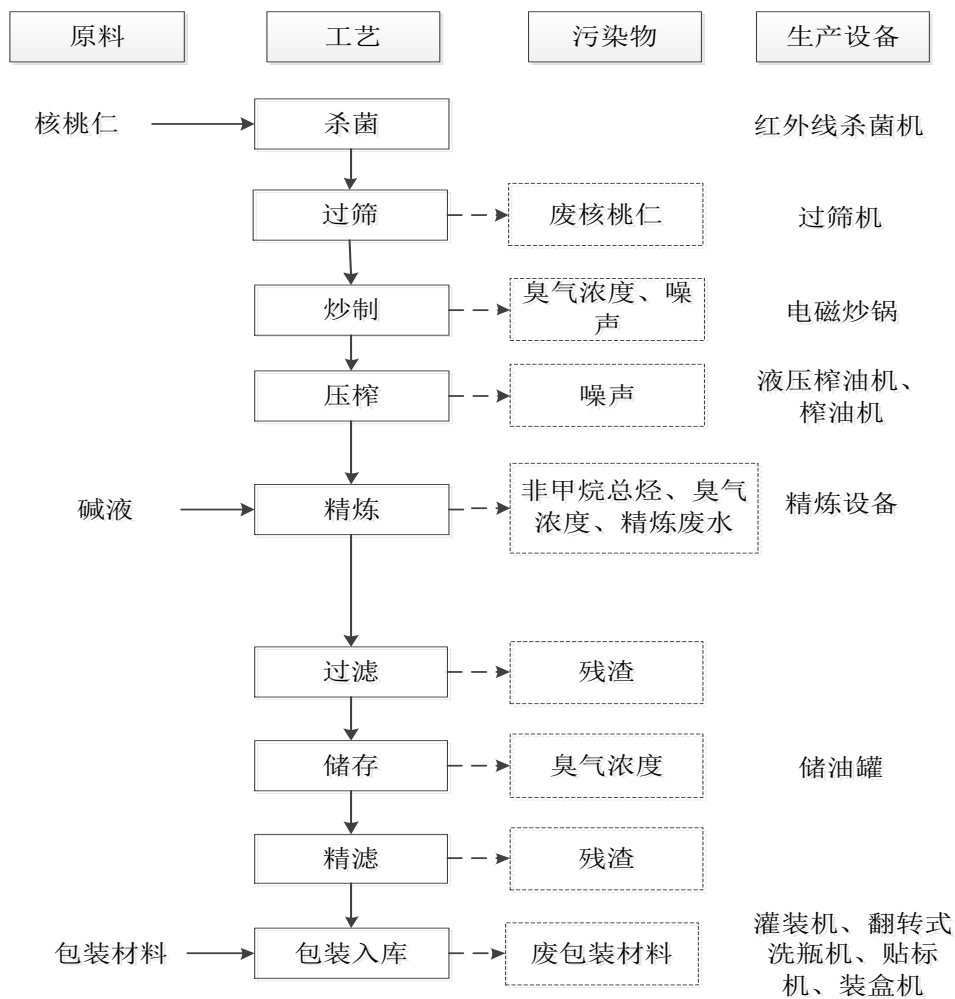 原料 工艺 污染物 生产设备
核桃仁 杀菌 红外线杀菌机
过筛 废核桃仁 过筛机
炒制 臭气浓度、噪
声 电磁炒锅
压榨 噪声 液压榨油机、
榨油机
碱液 精炼 非甲烷总烃、臭气
浓度、精炼废水 精炼设备
过滤 残渣
储存 臭气浓度 储油罐
精滤 残渣
包装材料 包装入库 废包装材料 灌装机、翻转式
洗瓶机、贴标
机、装盒机